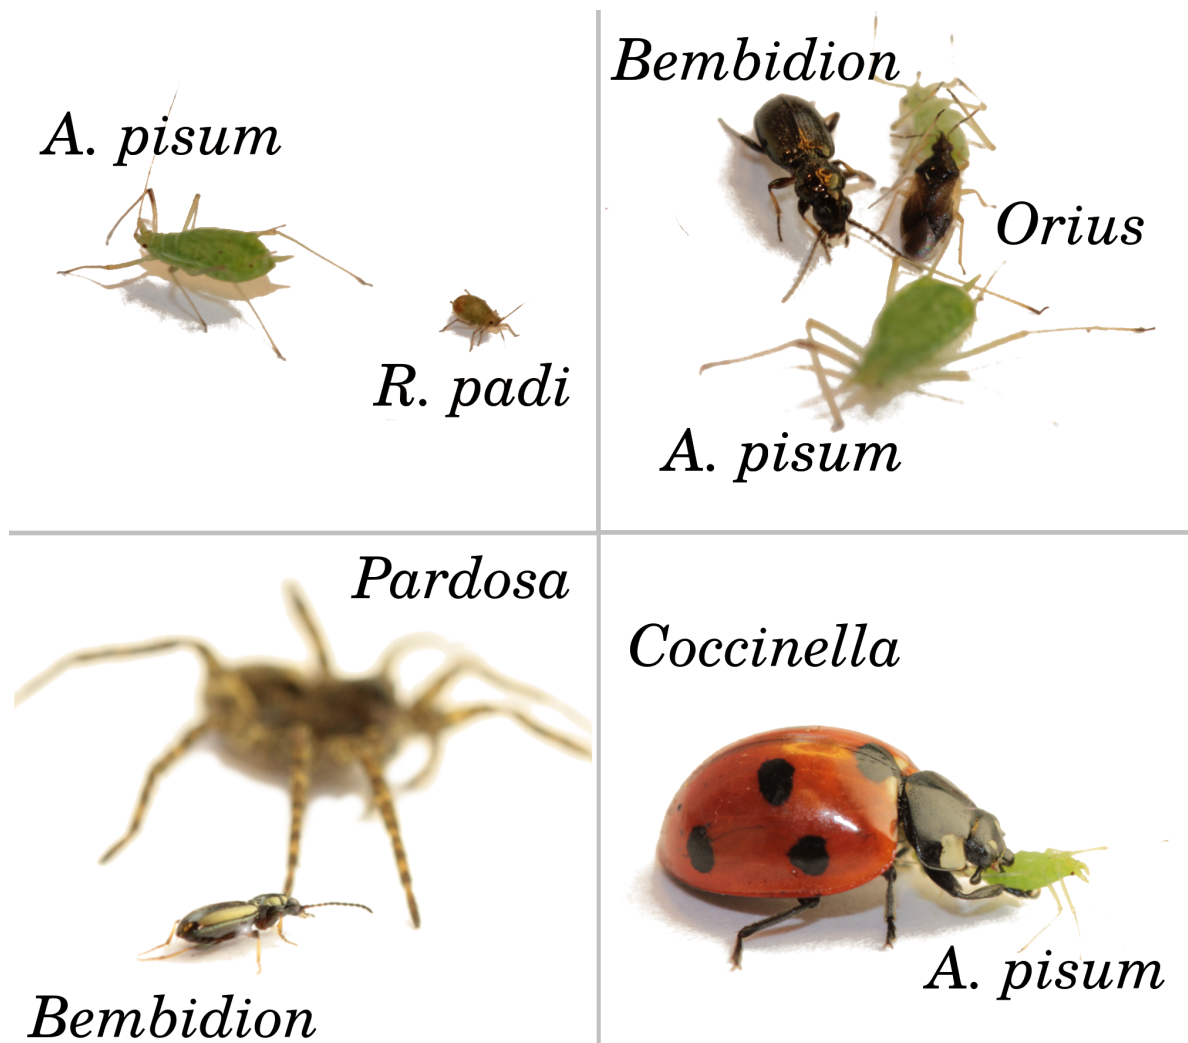 A. pisum
R. padi
Bembidion
Orius
A. pisum
Pardosa
Bembidion
Coccinella
A. pisum